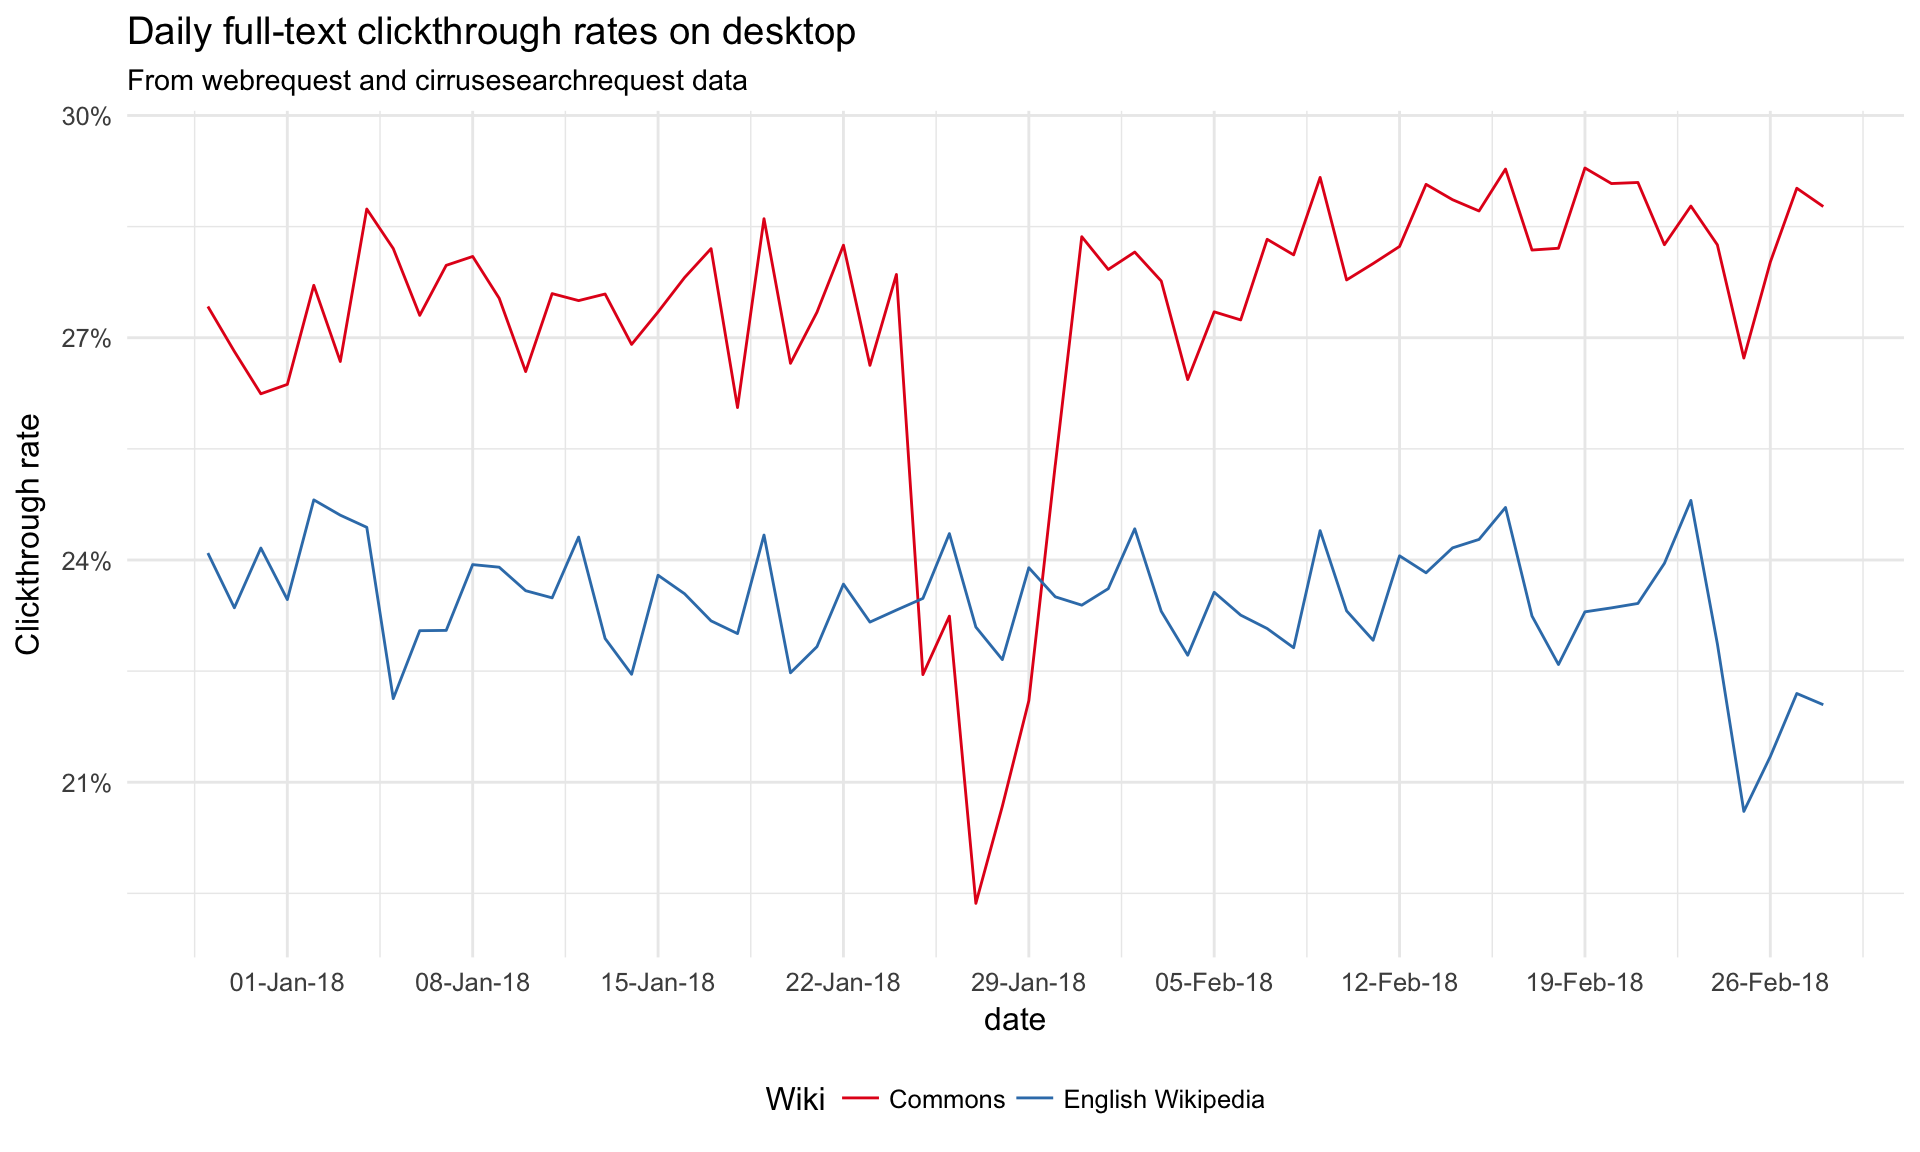 Daily full-text clickthrough rates on desktop
From webrequest and cirrusesearchrequest data
30%
27%
24%
21%
Clickthrough rate
01-Jan-18 08-Jan-18 15-Jan-18 22-Jan-18 29-Jan-18 05-Feb-18 12-Feb-18 19-Feb-18 26-Feb-18
date
Wiki Commons English Wikipedia